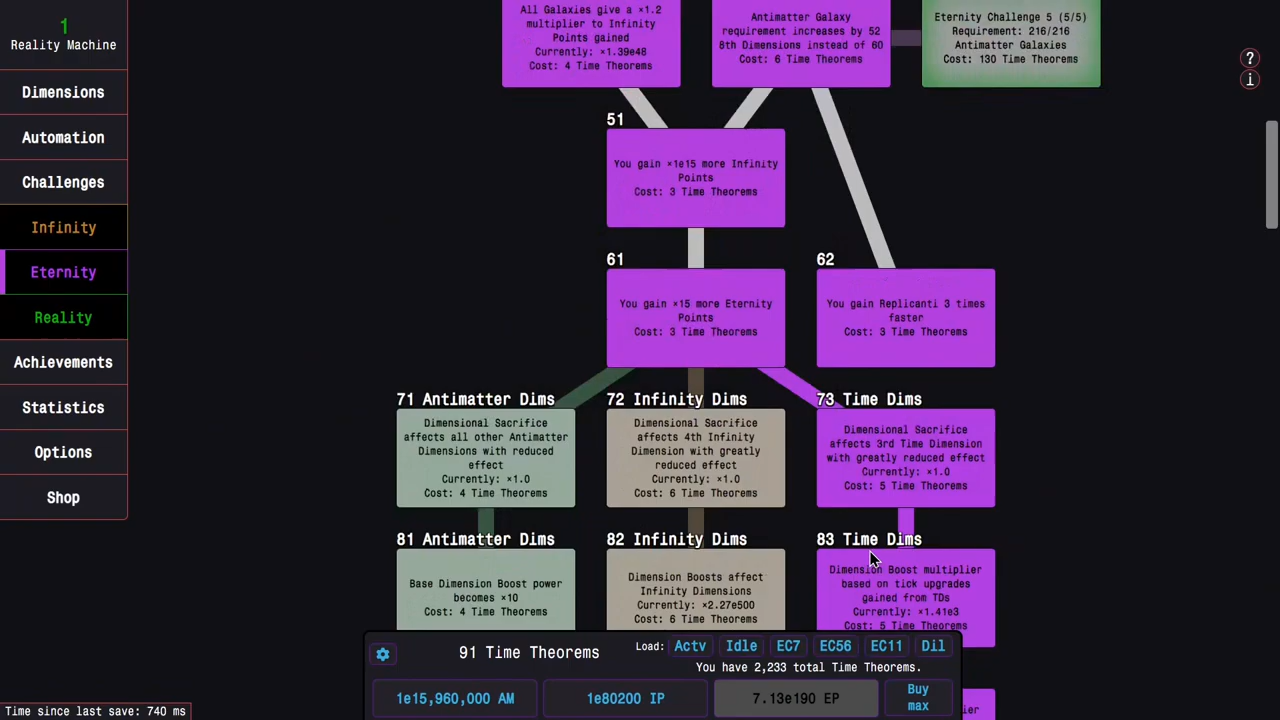 1
Reality Machine
Dimensions
Automation
Challenges
Infinity
Eternity
Reality
Achievements
Statistics
Options
Shop
All Galaxies give a ×1.2
multiplier to Infinity
Points gained
Currently: ×1.39e48
Cost: 4 Time Theorems
Antimatter Galaxy
requirement increases by 52
8th Dimensions instead of 60
Cost: 6 Time Theorems
Eternity Challenge 5 (5/5)
Requirement: 216/216
Antimatter Galaxies
Cost: 130 Time Theorems
?
i
51
You gain ×1e15 more Infinity
Points
Cost: 3 Time Theorems
61
You gain ×15 more Eternity
Points
Cost: 3 Time Theorems
62
You gain Replicanti 3 times
faster
Cost: 3 Time Theorems
71 Antimatter Dims
Dimensional Sacrifice
affects all other Antimatter
Dimensions with reduced
effect
Currently: ×1.0
Cost: 4 Time Theorems
72 Infinity Dims
Dimensional Sacrifice
affects 4th Infinity
Dimension with greatly
reduced effect
Currently: ×1.0
Cost: 6 Time Theorems
73 Time Dims
Dimensional Sacrifice
affects 3rd Time Dimension
with greatly reduced effect
Currently: ×1.0
Cost: 5 Time Theorems
81 Antimatter Dims
Base Dimension Boost power
becomes ×10
Cost: 4 Time Theorems
82 Infinity Dims
Dimension Boosts affect
Infinity Dimensions
Currently: ×2.27e500
Cost: 6 Time Theorems
83 Time Dims
Dimension Boost multiplier
based on tick upgrades
gained from TDs
Currently: ×1.41e3
Cost: 5 Time Theorems
91 Time Theorems
Load: Actv Idle EC7 EC56 EC11 Dil
You have 2,233 total Time Theorems.
1e15,960,000 AM
1e80200 IP
7.13e190 EP
Buy
max
Time since last save: 740 ms